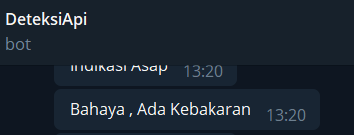 DeteksiApi
bot
Indikasi Asap 13:20
Bahaya , Ada Kebakaran 13:20